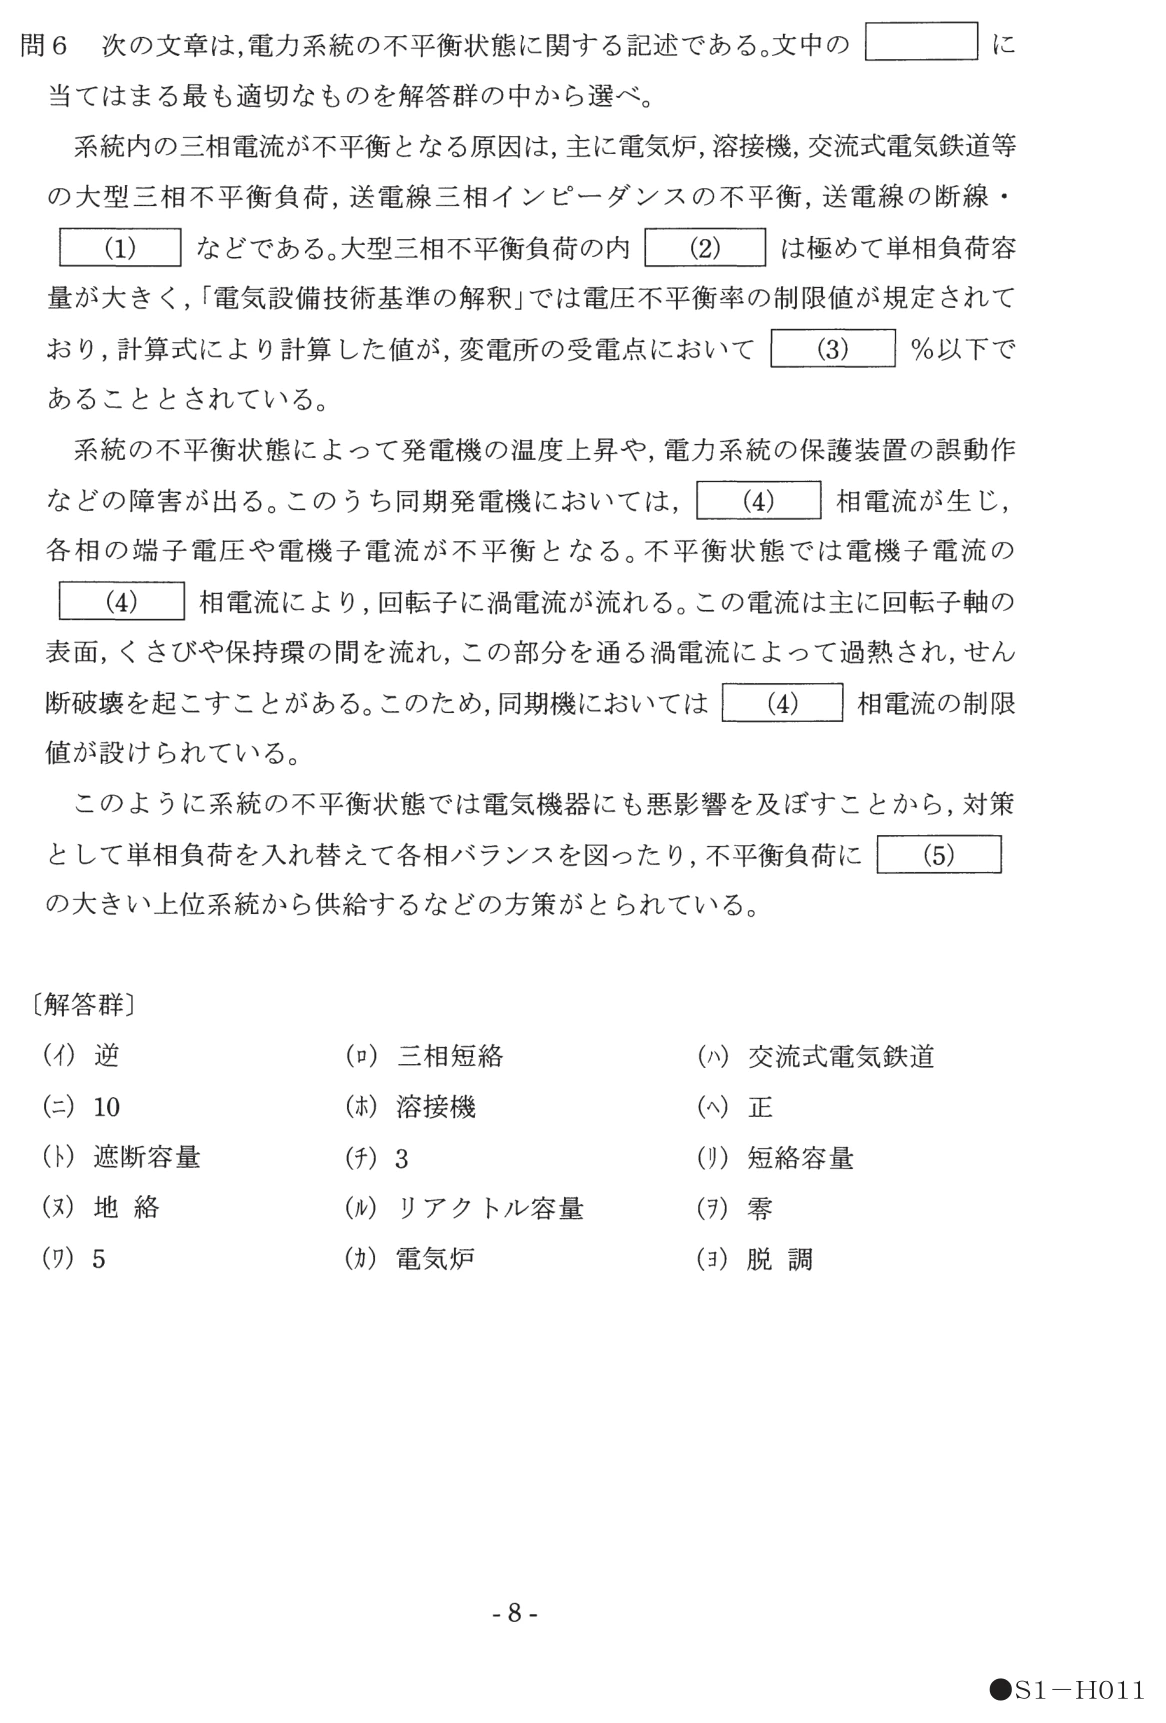 問6 次の文章は,電力系統の不平衡状態に関する記述である。文中の に
当てはまる最も適切なものを解答群の中から選べ。
系統内の三相電流が不平衡となる原因は,主に電気炉,溶接機,交流式電気鉄道等
の大型三相不平衡負荷,送電線三相インピーダンスの不平衡,送電線の断線・
(1) などである。大型三相不平衡負荷の内 (2) は極めて単相負荷容
量が大きく,「電気設備技術基準の解釈」では電圧不平衡率の制限値が規定されて
おり,計算式により計算した値が,変電所の受電点において (3) %以下で
あることとされている。
系統の不平衡状態によって発電機の温度上昇や,電力系統の保護装置の誤動作
などの障害が出る。このうち同期発電機においては, (4) 相電流が生じ,
各相の端子電圧や電機子電流が不平衡となる。不平衡状態では電機子電流の
(4) 相電流により,回転子に渦電流が流れる。この電流は主に回転子軸の
表面,くさびや保持環の間を流れ,この部分を通る渦電流によって過熱され,せん
断破壊を起こすことがある。このため,同期機においては (4) 相電流の制限
値が設けられている。
このように系統の不平衡状態では電気機器にも悪影響を及ぼすことから,対策
として単相負荷を入れ替えて各相バランスを図ったり,不平衡負荷に (5)
の大きい上位系統から供給するなどの方策がとられている。
〔解答群〕
(イ) 逆 (ロ) 三相短絡 (ハ) 交流式電気鉄道
(ニ) 10 (ホ) 溶接機 (ヘ) 正
(ト) 遮断容量 (チ) 3 (リ) 短絡容量
(ヌ) 地 絡 (ル) リアクトル容量 (ヲ) 零
(ワ) 5 (カ) 電気炉 (ヨ) 脱 調
- 8 -
●S1-H011